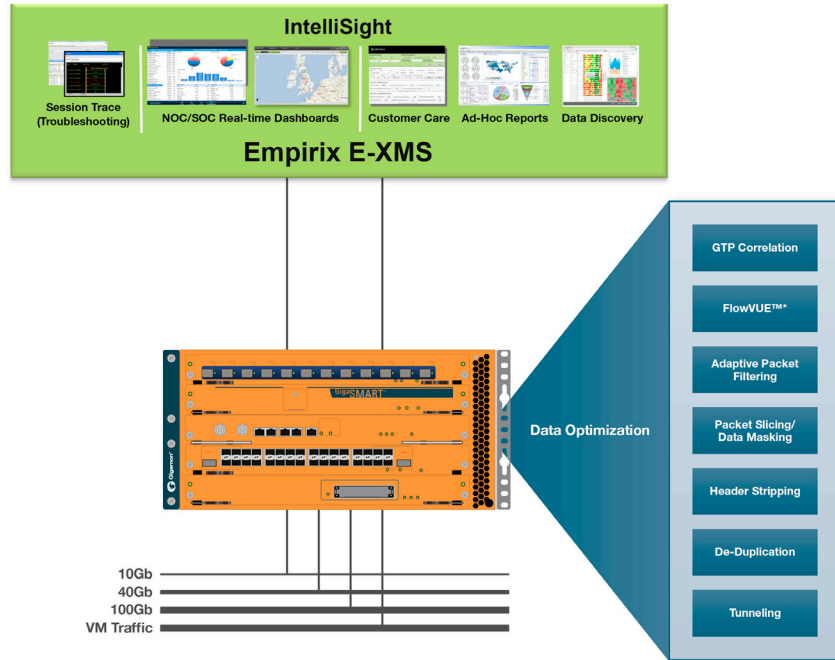 IntelliSight
Session Trace
(Troubleshooting)
NOC/SOC Real-time Dashboards
Customer Care
Ad-Hoc Reports
Data Discovery
Empirix E-XMS
GTP Correlation
FlowVUE™*
Adaptive Packet
Filtering
Packet Slicing/
Data Masking
Header Stripping
De-Duplication
Tunneling
Data Optimization
GigaSMART
Gigamon®
10Gb
40Gb
100Gb
VM Traffic